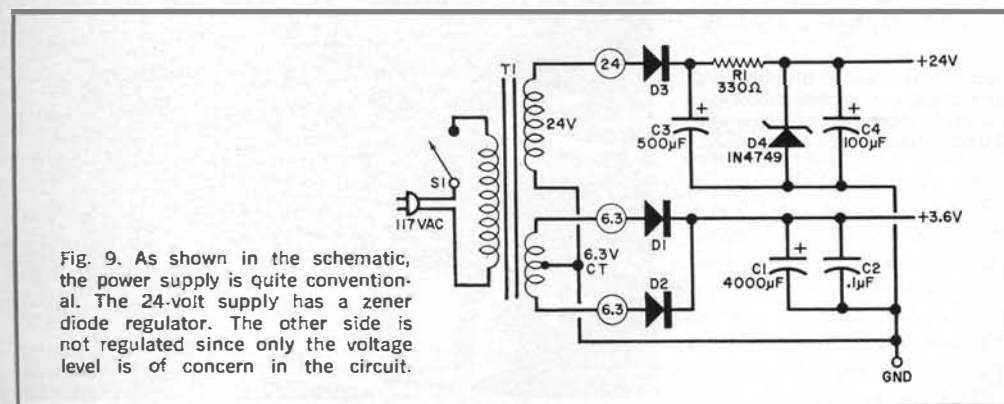 T1
24
D3
R1
330Ω
+24V
24V
+
C3
500µF
D4
1N4749
+
C4
100µF
S1
117VAC
6.3
D1
+3.6V
6.3V
CT
+
C1
4000µF
C2
.1µF
D2
6.3
GND
Fig. 9. As shown in the schematic,
the power supply is quite convention-
al. The 24-volt supply has a zener
diode regulator. The other side is
not regulated since only the voltage
level is of concern in the circuit.